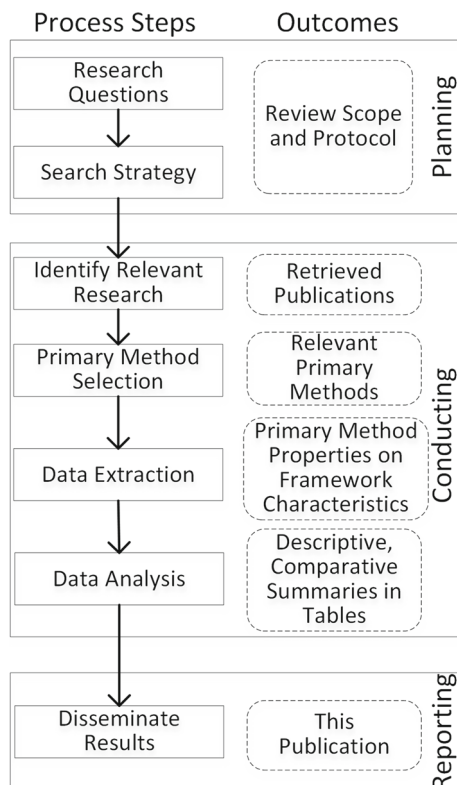 Process Steps
Outcomes
Research
Questions
Review Scope
and Protocol
Search Strategy
Planning
Identify Relevant
Research
Retrieved
Publications
Primary Method
Selection
Relevant
Primary
Methods
Data Extraction
Primary Method
Properties on
Framework
Characteristics
Data Analysis
Descriptive,
Comparative
Summaries in
Tables
Conducting
Disseminate
Results
This
Publication
Reporting